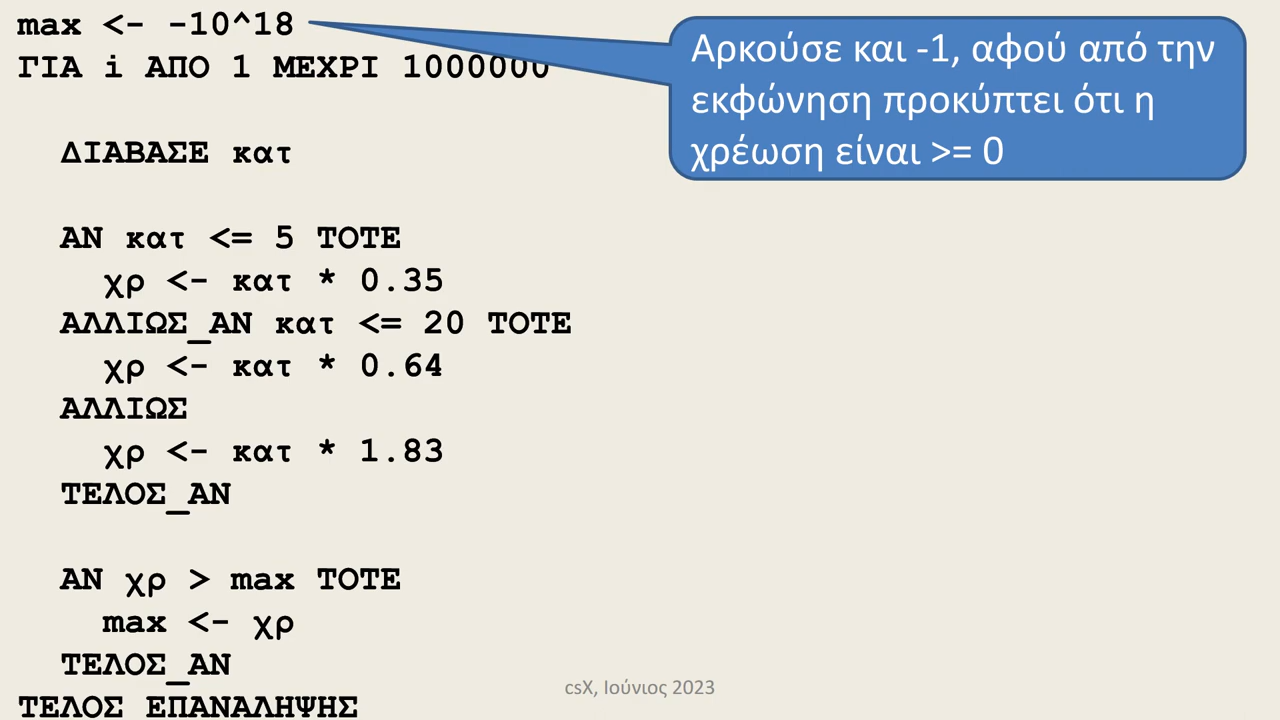 max <- -10^18
ΓΙΑ i ΑΠΟ 1 ΜΕΧΡΙ 1000000
Αρκούσε και -1, αφού από την
εκφώνηση προκύπτει ότι η
χρέωση είναι >= 0
ΔΙΑΒΑΣΕ κατ
ΑΝ κατ <= 5 ΤΟΤΕ
χρ <- κατ * 0.35
ΑΛΛΙΩΣ_ΑΝ κατ <= 20 ΤΟΤΕ
χρ <- κατ * 0.64
ΑΛΛΙΩΣ
χρ <- κατ * 1.83
ΤΕΛΟΣ_ΑΝ
ΑΝ χρ > max ΤΟΤΕ
max <- χρ
ΤΕΛΟΣ_ΑΝ
ΤΕΛΟΣ_ΕΠΑΝΑΛΗΨΗΣ
csX, Ιούνιος 2023